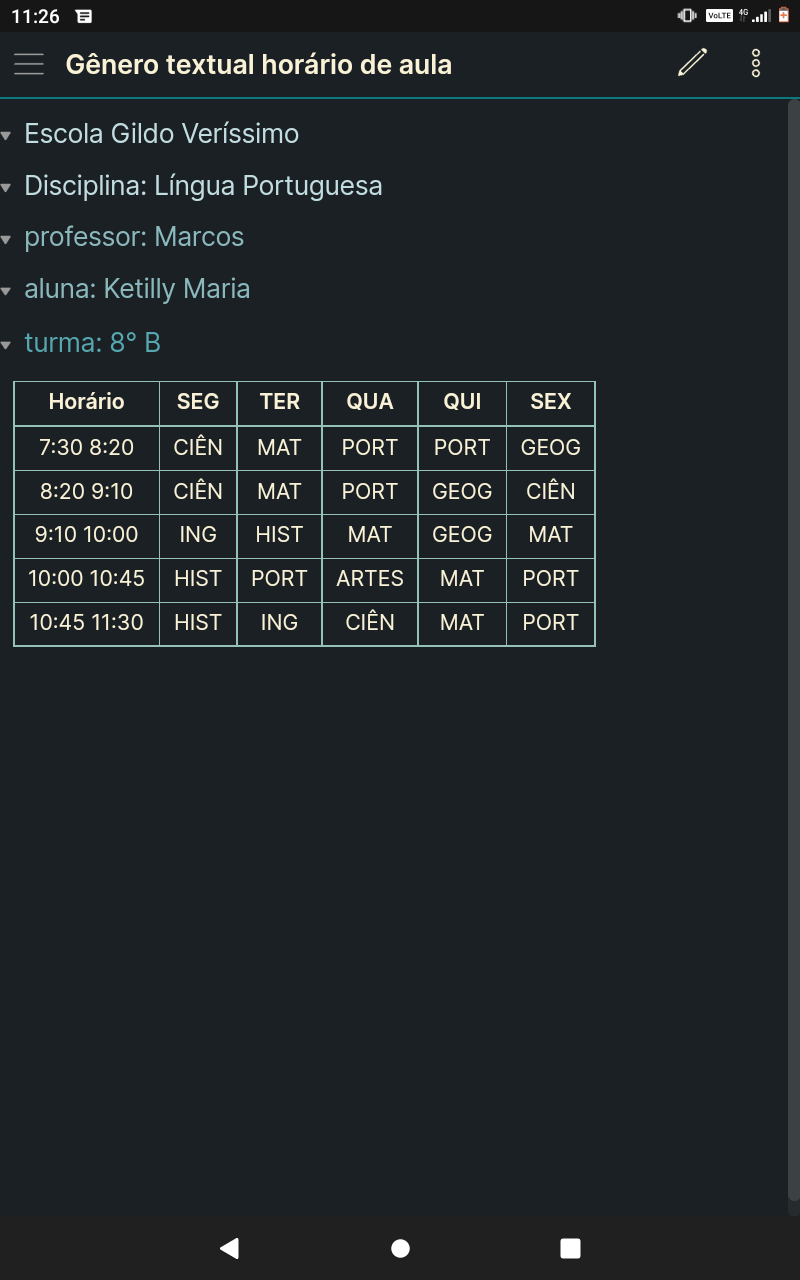 11:26 VoLTE 4G
Gênero textual horário de aula
Escola Gildo Veríssimo
Disciplina: Língua Portuguesa
professor: Marcos
aluna: Ketilly Maria
turma: 8° B
Horário SEG TER QUA QUI SEX
7:30 8:20 CIÊN MAT PORT PORT GEOG
8:20 9:10 CIÊN MAT PORT GEOG CIÊN
9:10 10:00 ING HIST MAT GEOG MAT
10:00 10:45 HIST PORT ARTES MAT PORT
10:45 11:30 HIST ING CIÊN MAT PORT